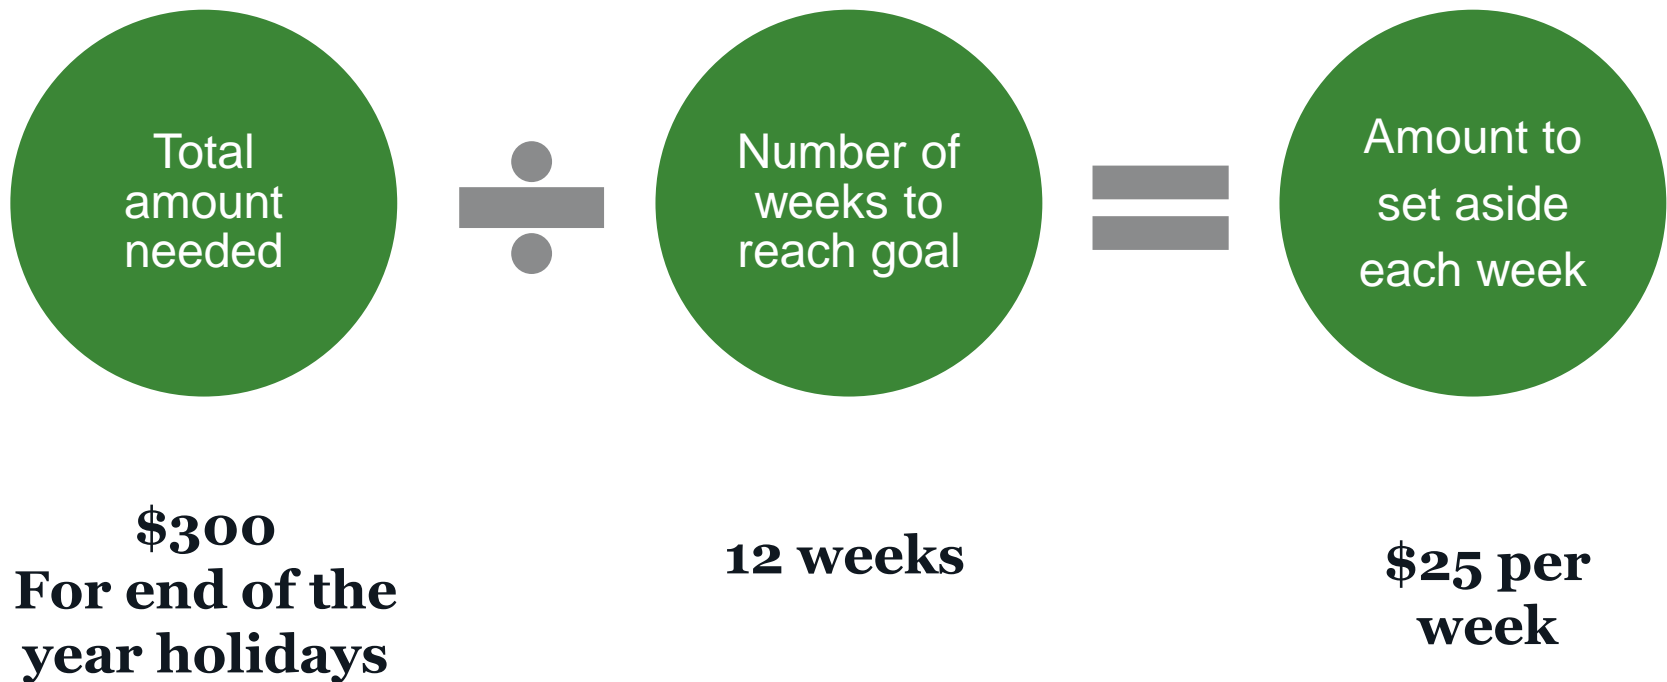 Total
amount
needed
Number of
weeks to
reach goal
Amount to
set aside
each week
$300
For end of the
year holidays
12 weeks
$25 per
week